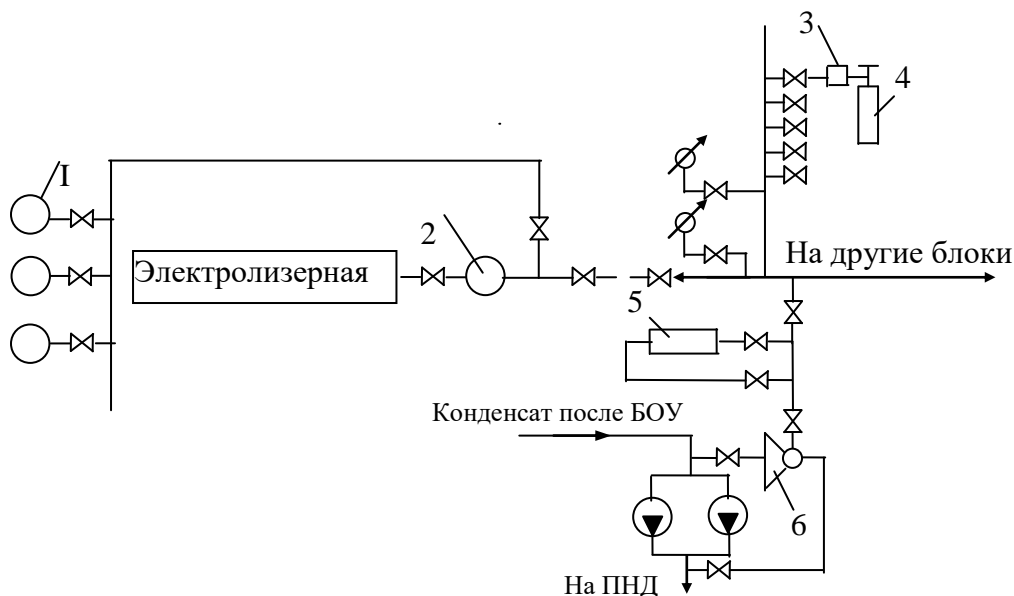 3
4
I
2
Электролизерная
На другие блоки
5
Конденсат после БОУ
6
На ПНД